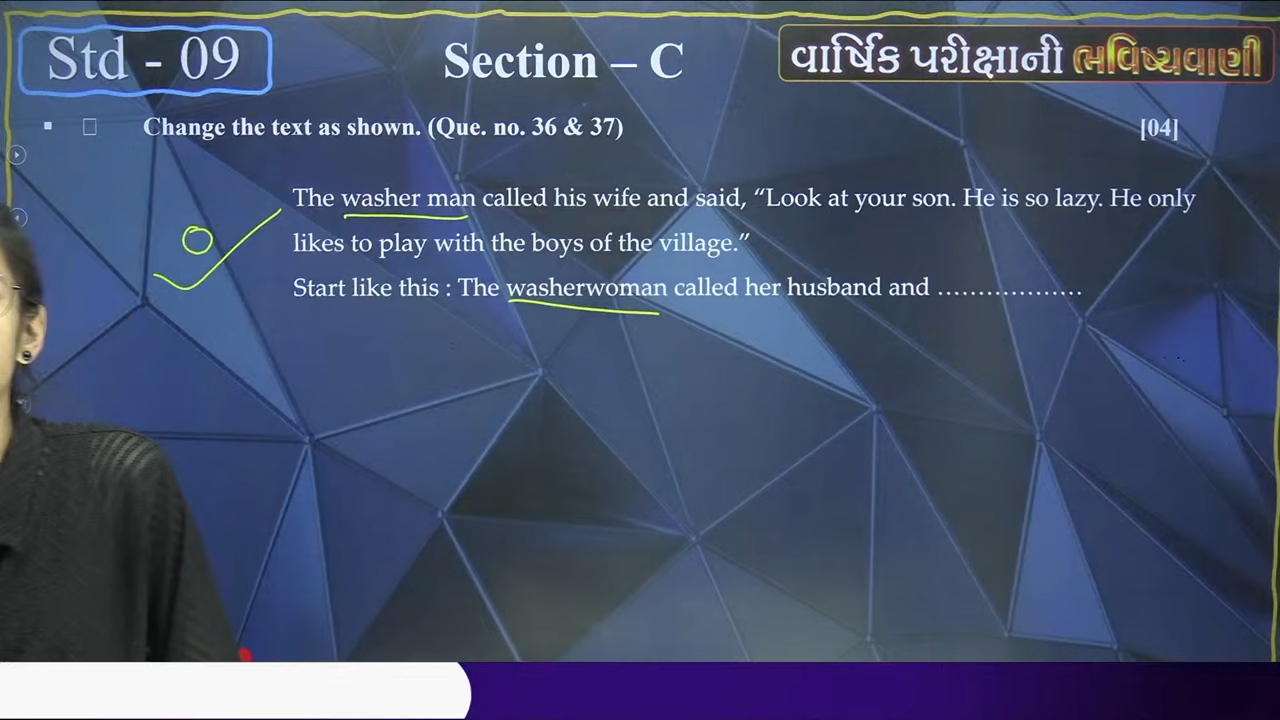 Std - 09
Section – C
વાર્ષિક પરીક્ષાની ભવિષ્યવાણી
Change the text as shown. (Que. no. 36 & 37) [04]
The washer man called his wife and said, “Look at your son. He is so lazy. He only
likes to play with the boys of the village.”
Start like this : The washerwoman called her husband and ..................